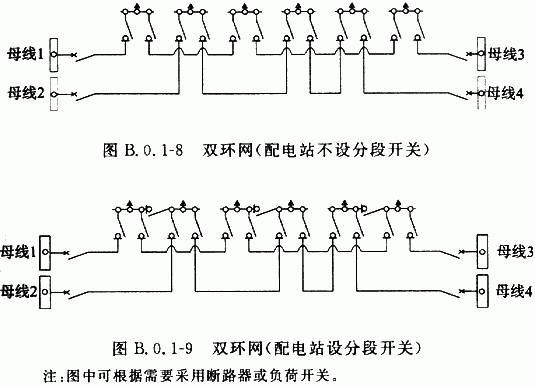 母线1 母线3
母线2 母线4
图 B.0.1-8 双环网(配电站不设分段开关)
母线1 母线3
母线2 母线4
图 B.0.1-9 双环网(配电站设分段开关)
注:图中可根据需要采用断路器或负荷开关。